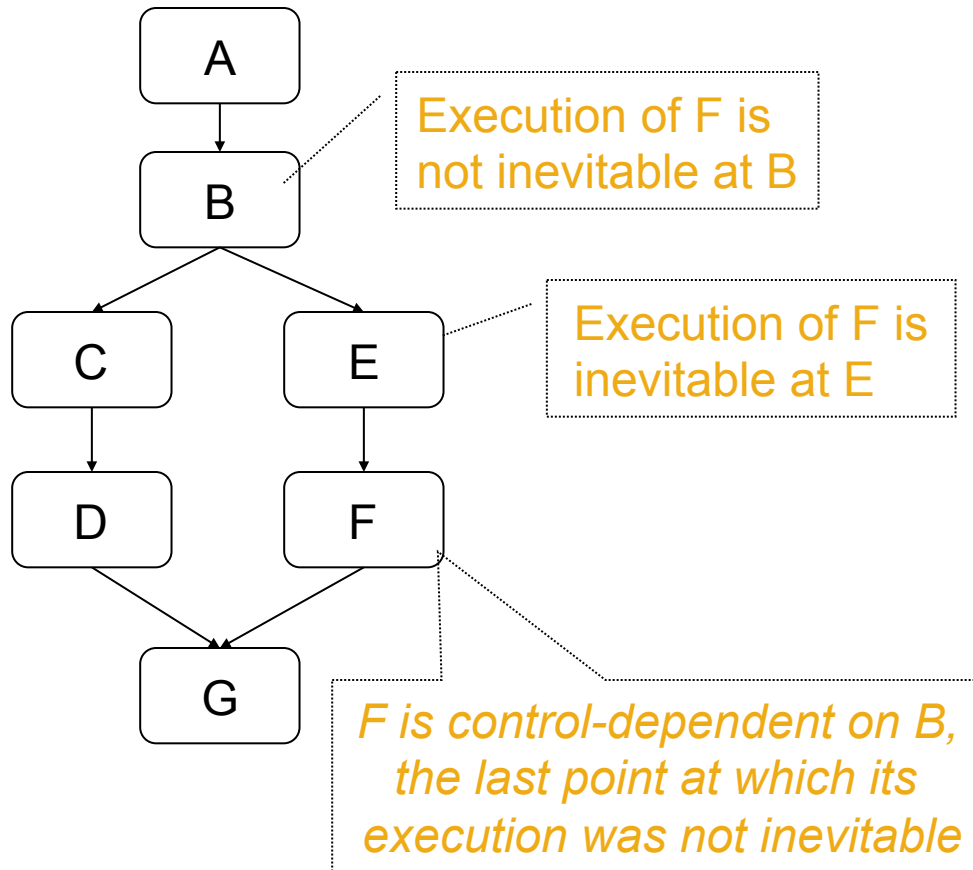 A
Execution of F is
not inevitable at B
B
Execution of F is
inevitable at E
C
E
D
F
G
F is control-dependent on B,
the last point at which its
execution was not inevitable